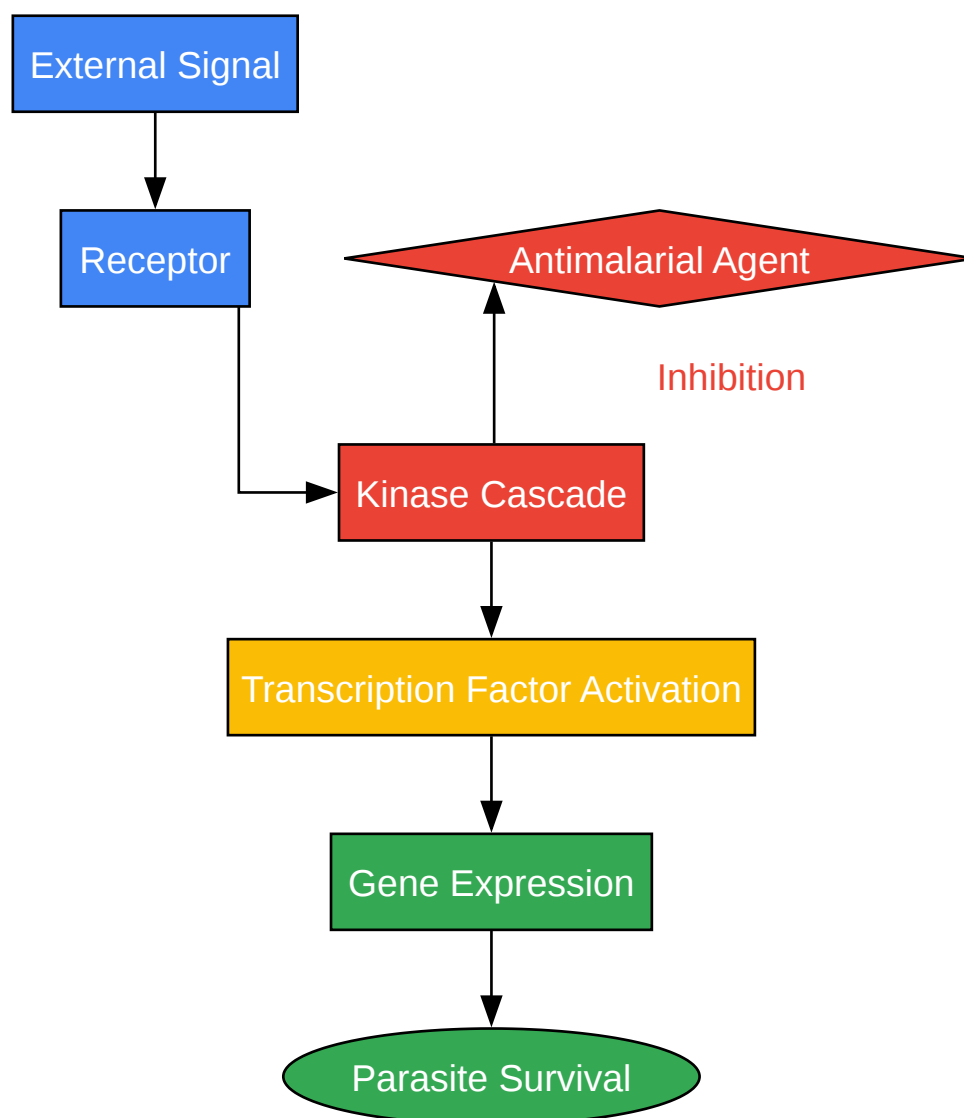 External Signal
Receptor
Antimalarial Agent
Inhibition
Kinase Cascade
Transcription Factor Activation
Gene Expression
Parasite Survival